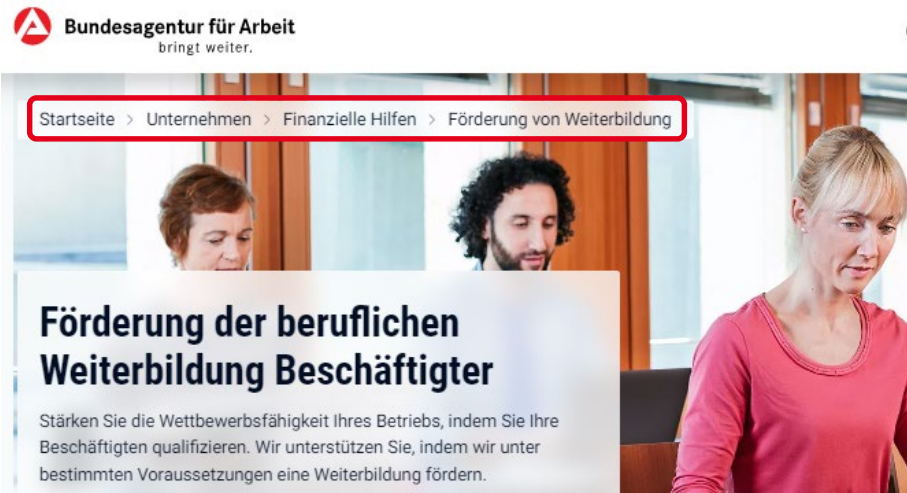 Bundesagentur für Arbeit
bringt weiter.
Startseite > Unternehmen > Finanzielle Hilfen > Förderung von Weiterbildung
Förderung der beruflichen
Weiterbildung Beschäftigter
Stärken Sie die Wettbewerbsfähigkeit Ihres Betriebs, indem Sie Ihre
Beschäftigten qualifizieren. Wir unterstützen Sie, indem wir unter
bestimmten Voraussetzungen eine Weiterbildung fördern.